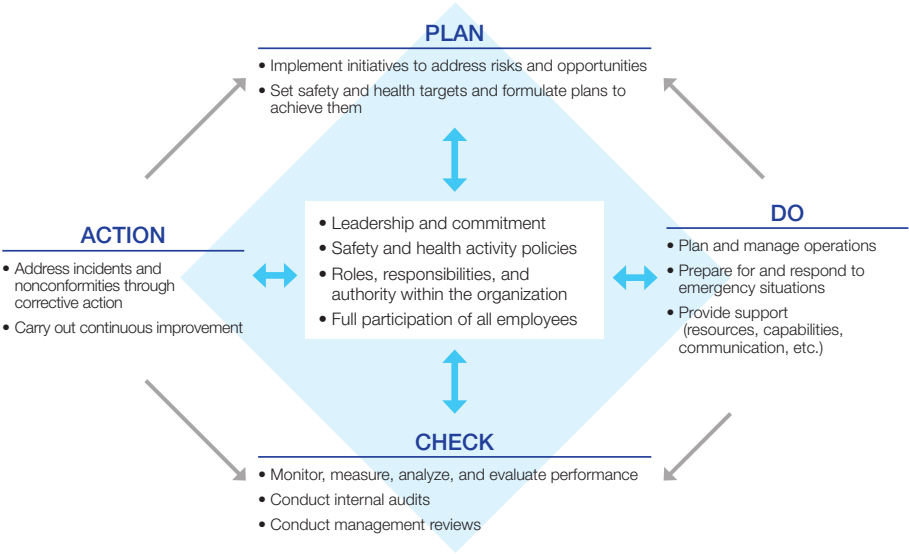 PLAN
• Implement initiatives to address risks and opportunities
• Set safety and health targets and formulate plans to
achieve them
ACTION
• Address incidents and
nonconformities through
corrective action
• Carry out continuous improvement
• Leadership and commitment
• Safety and health activity policies
• Roles, responsibilities, and
authority within the organization
• Full participation of all employees
DO
• Plan and manage operations
• Prepare for and respond to
emergency situations
• Provide support
(resources, capabilities,
communication, etc.)
CHECK
• Monitor, measure, analyze, and evaluate performance
• Conduct internal audits
• Conduct management reviews